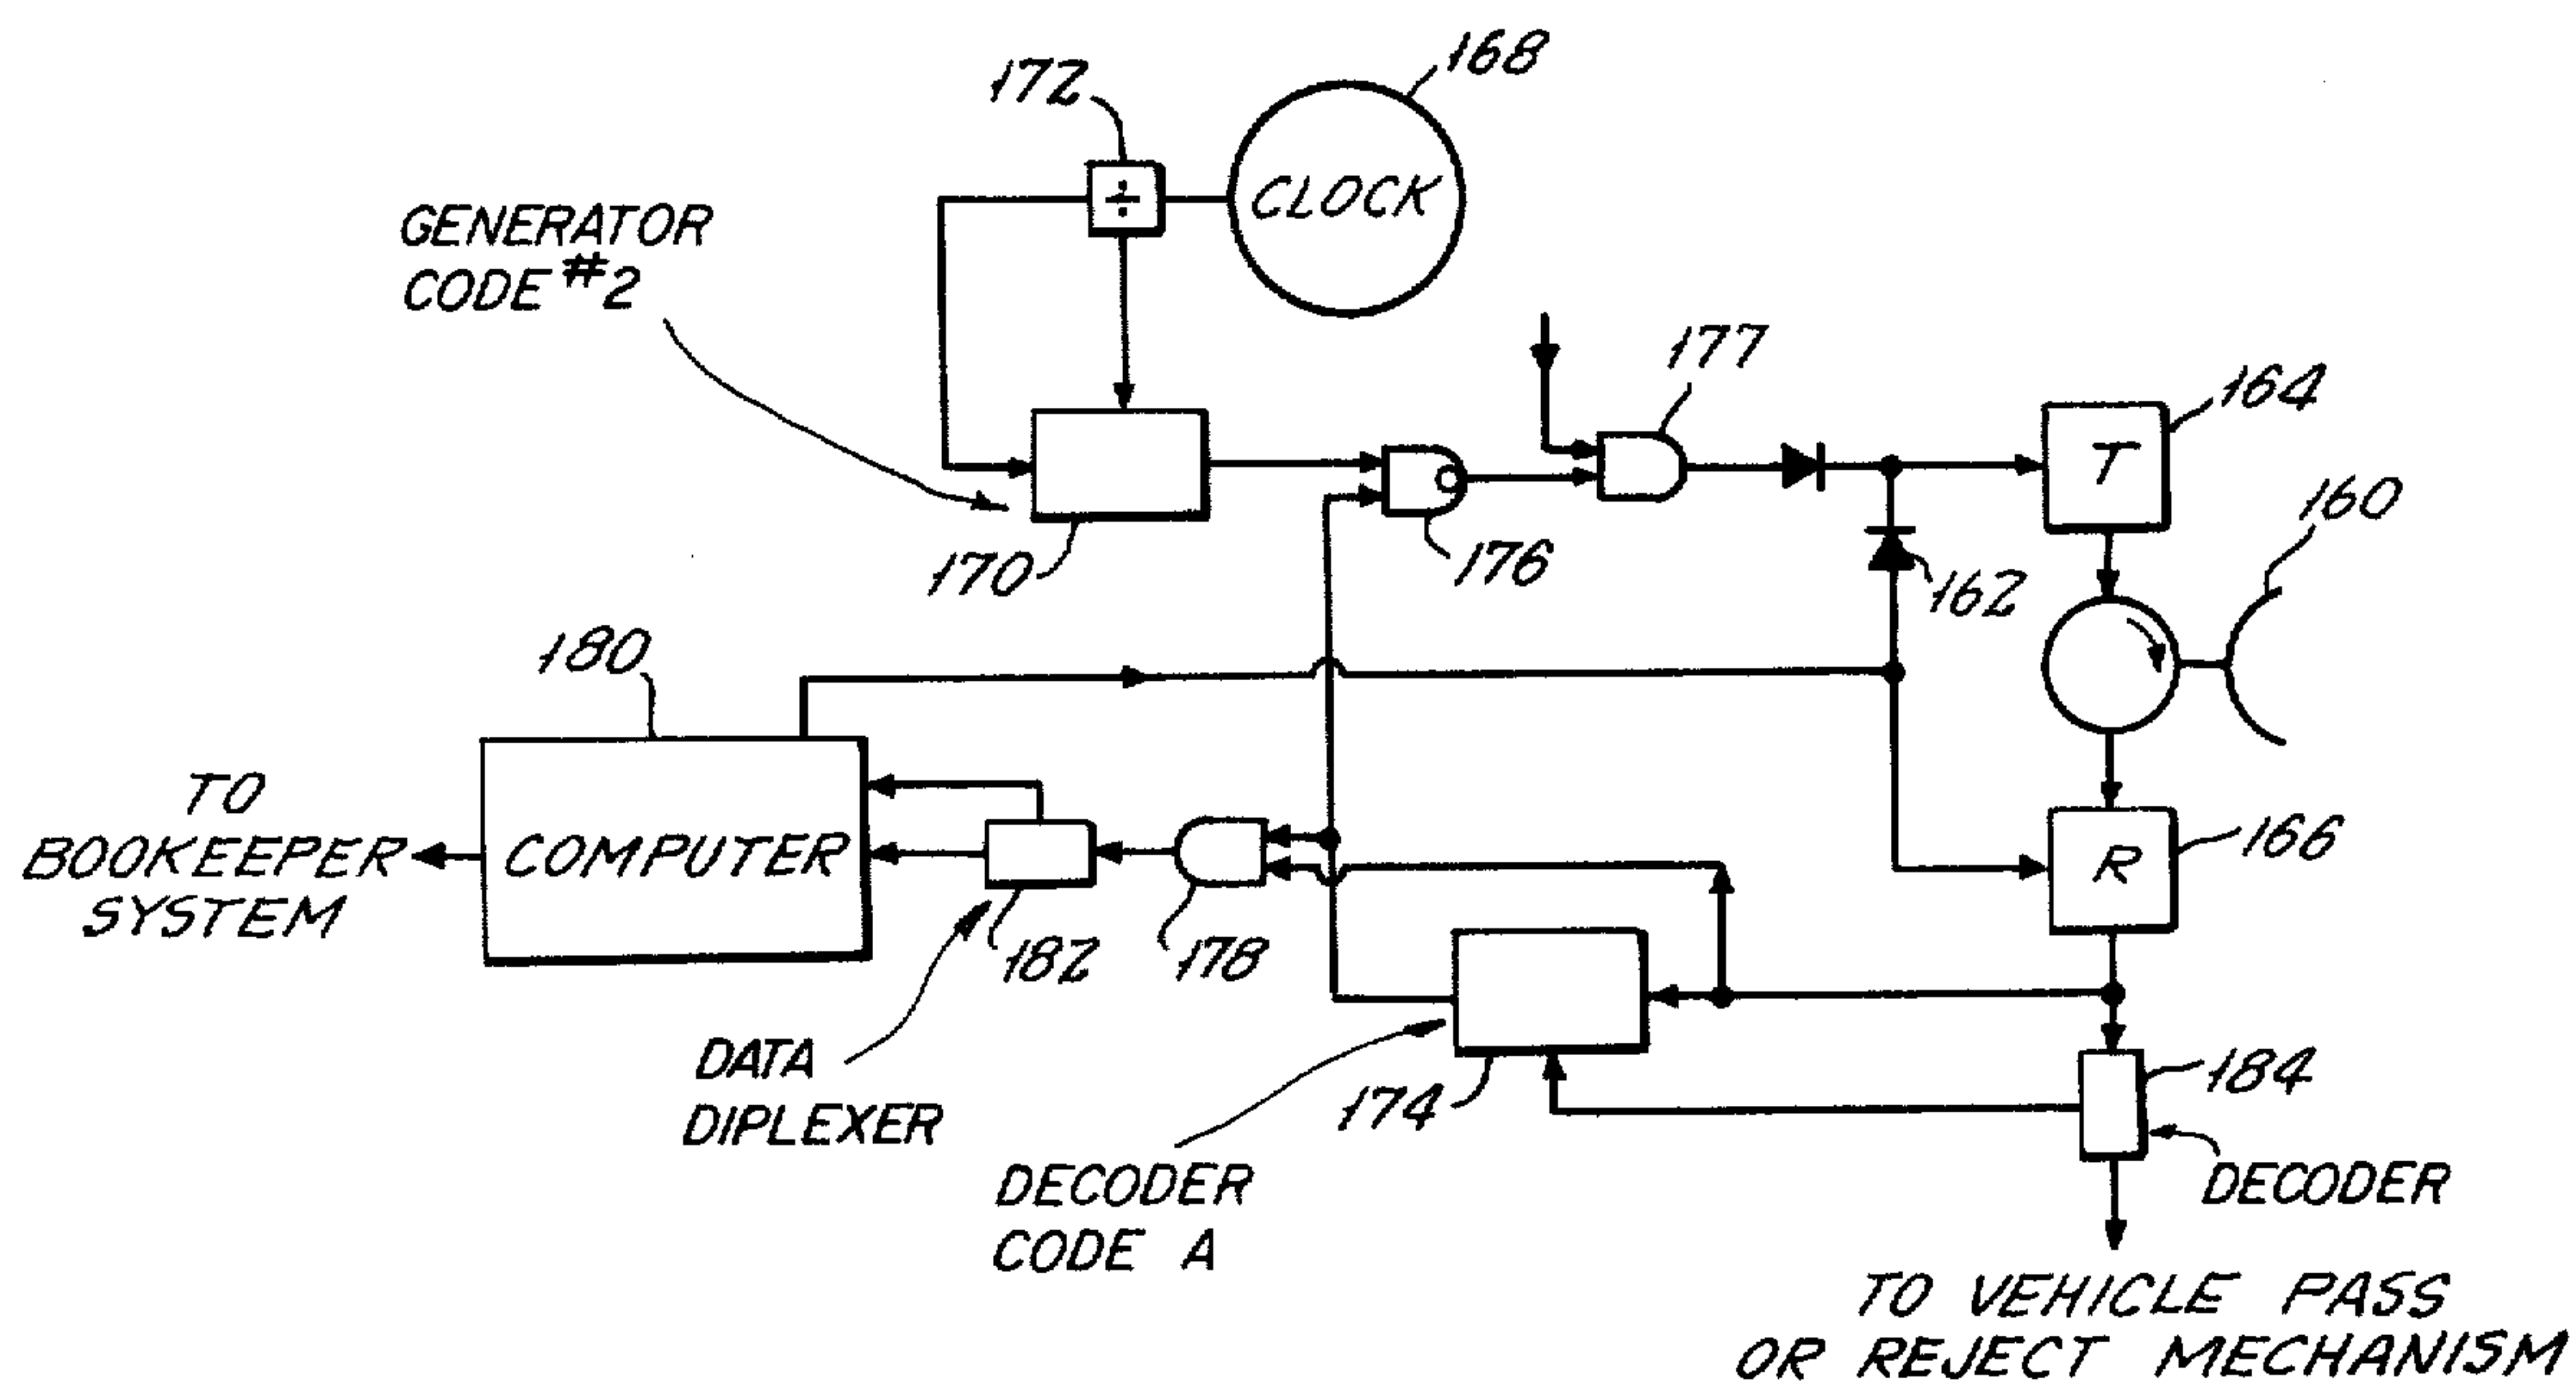 168
172
CLOCK
÷
GENERATOR
CODE #2
177
164
T
160
170
176
162
180
TO
BOOKEEPER
SYSTEM
COMPUTER
182
178
R
166
DATA
DIPLEXER
174
184
DECODER
CODE A
DECODER
TO VEHICLE PASS
OR REJECT MECHANISM